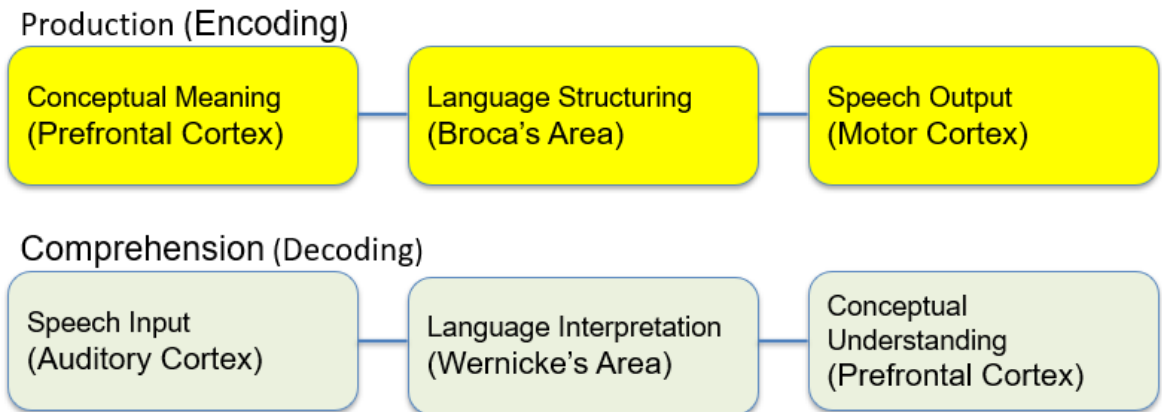 Production (Encoding)
Conceptual Meaning
(Prefrontal Cortex)
Language Structuring
(Broca's Area)
Speech Output
(Motor Cortex)
Comprehension (Decoding)
Speech Input
(Auditory Cortex)
Language Interpretation
(Wernicke's Area)
Conceptual
Understanding
(Prefrontal Cortex)